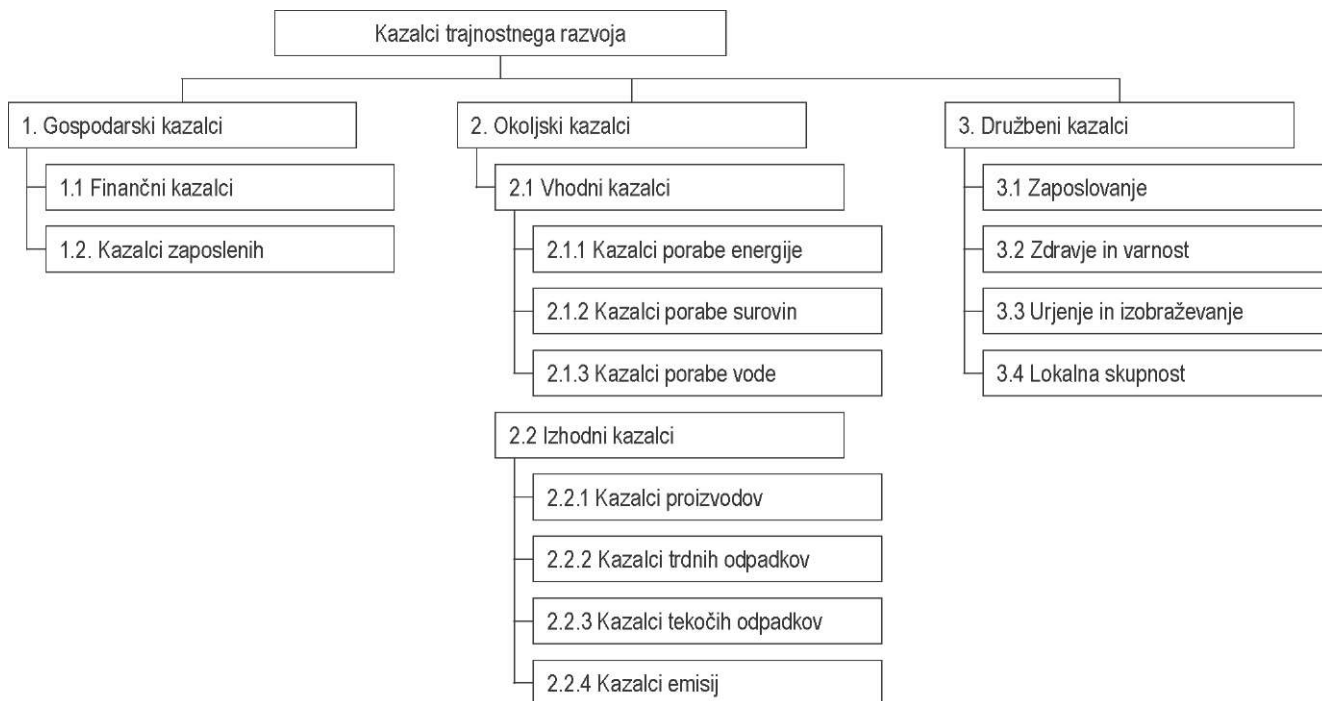 Kazalci trajnostnega razvoja
1. Gospodarski kazalci
1.1 Finančni kazalci
1.2. Kazalci zaposlenih
2. Okoljski kazalci
2.1 Vhodni kazalci
2.1.1 Kazalci porabe energije
2.1.2 Kazalci porabe surovin
2.1.3 Kazalci porabe vode
2.2 Izhodni kazalci
2.2.1 Kazalci proizvodov
2.2.2 Kazalci trdnih odpadkov
2.2.3 Kazalci tekočih odpadkov
2.2.4 Kazalci emisij
3. Družbeni kazalci
3.1 Zaposlovanje
3.2 Zdravje in varnost
3.3 Urjenje in izobraževanje
3.4 Lokalna skupnost